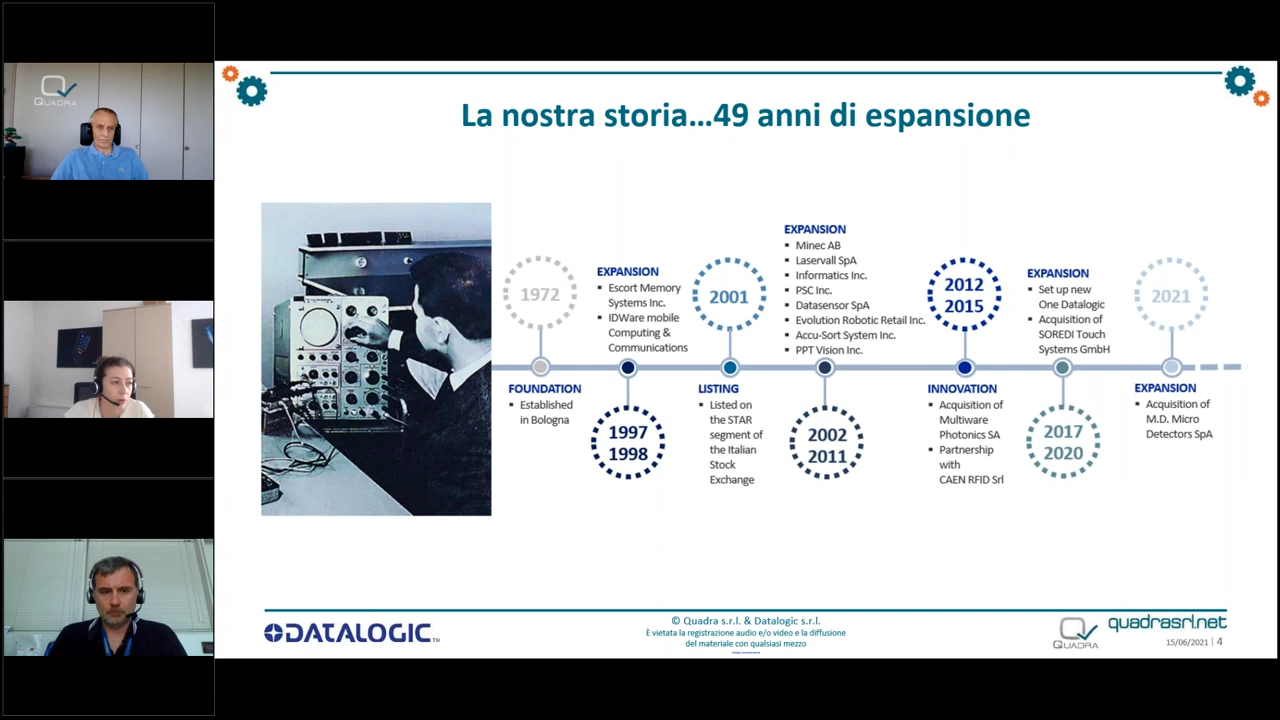 QUADRA
La nostra storia...49 anni di espansione
1972
FOUNDATION
▪ Established
in Bologna
EXPANSION
▪ Escort Memory
Systems Inc.
▪ IDWare mobile
Computing &
Communications
1997
1998
2001
LISTING
▪ Listed on
the STAR
segment of
the Italian
Stock
Exchange
EXPANSION
▪ Minec AB
▪ Laservall SpA
▪ Informatics Inc.
▪ PSC Inc.
▪ Datasensor SpA
▪ Evolution Robotic Retail Inc.
▪ Accu-Sort System Inc.
▪ PPT Vision Inc.
2002
2011
2012
2015
INNOVATION
▪ Acquisition of
Multiware
Photonics SA
▪ Partnership
with
CAEN RFID Srl
EXPANSION
▪ Set up new
One Datalogic
▪ Acquisition of
SOREDI Touch
Systems GmbH
2017
2020
2021
EXPANSION
▪ Acquisition of
M.D. Micro
Detectors SpA
DATALOGIC™
© Quadra s.r.l. & Datalogic s.r.l.
È vietata la registrazione audio e/o video e la diffusione
del materiale con qualsiasi mezzo
QUADRA
quadrasrl.net
15/06/2021 | 4